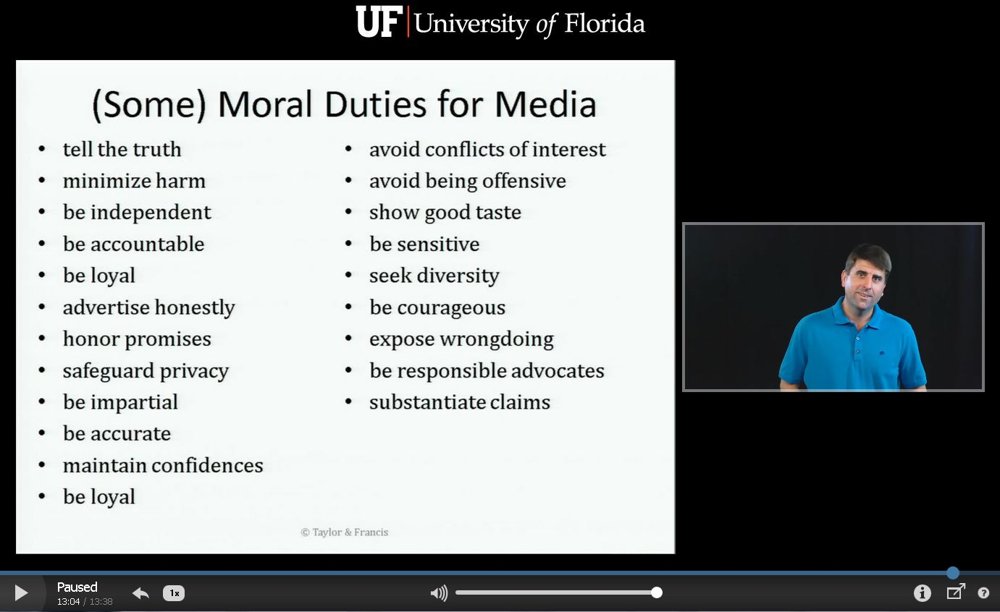 UF University of Florida
(Some) Moral Duties for Media
• tell the truth
• minimize harm
• be independent
• be accountable
• be loyal
• advertise honestly
• honor promises
• safeguard privacy
• be impartial
• be accurate
• maintain confidences
• be loyal
• avoid conflicts of interest
• avoid being offensive
• show good taste
• be sensitive
• seek diversity
• be courageous
• expose wrongdoing
• be responsible advocates
• substantiate claims
© Taylor & Francis
Paused
13:04 / 13:38
1x